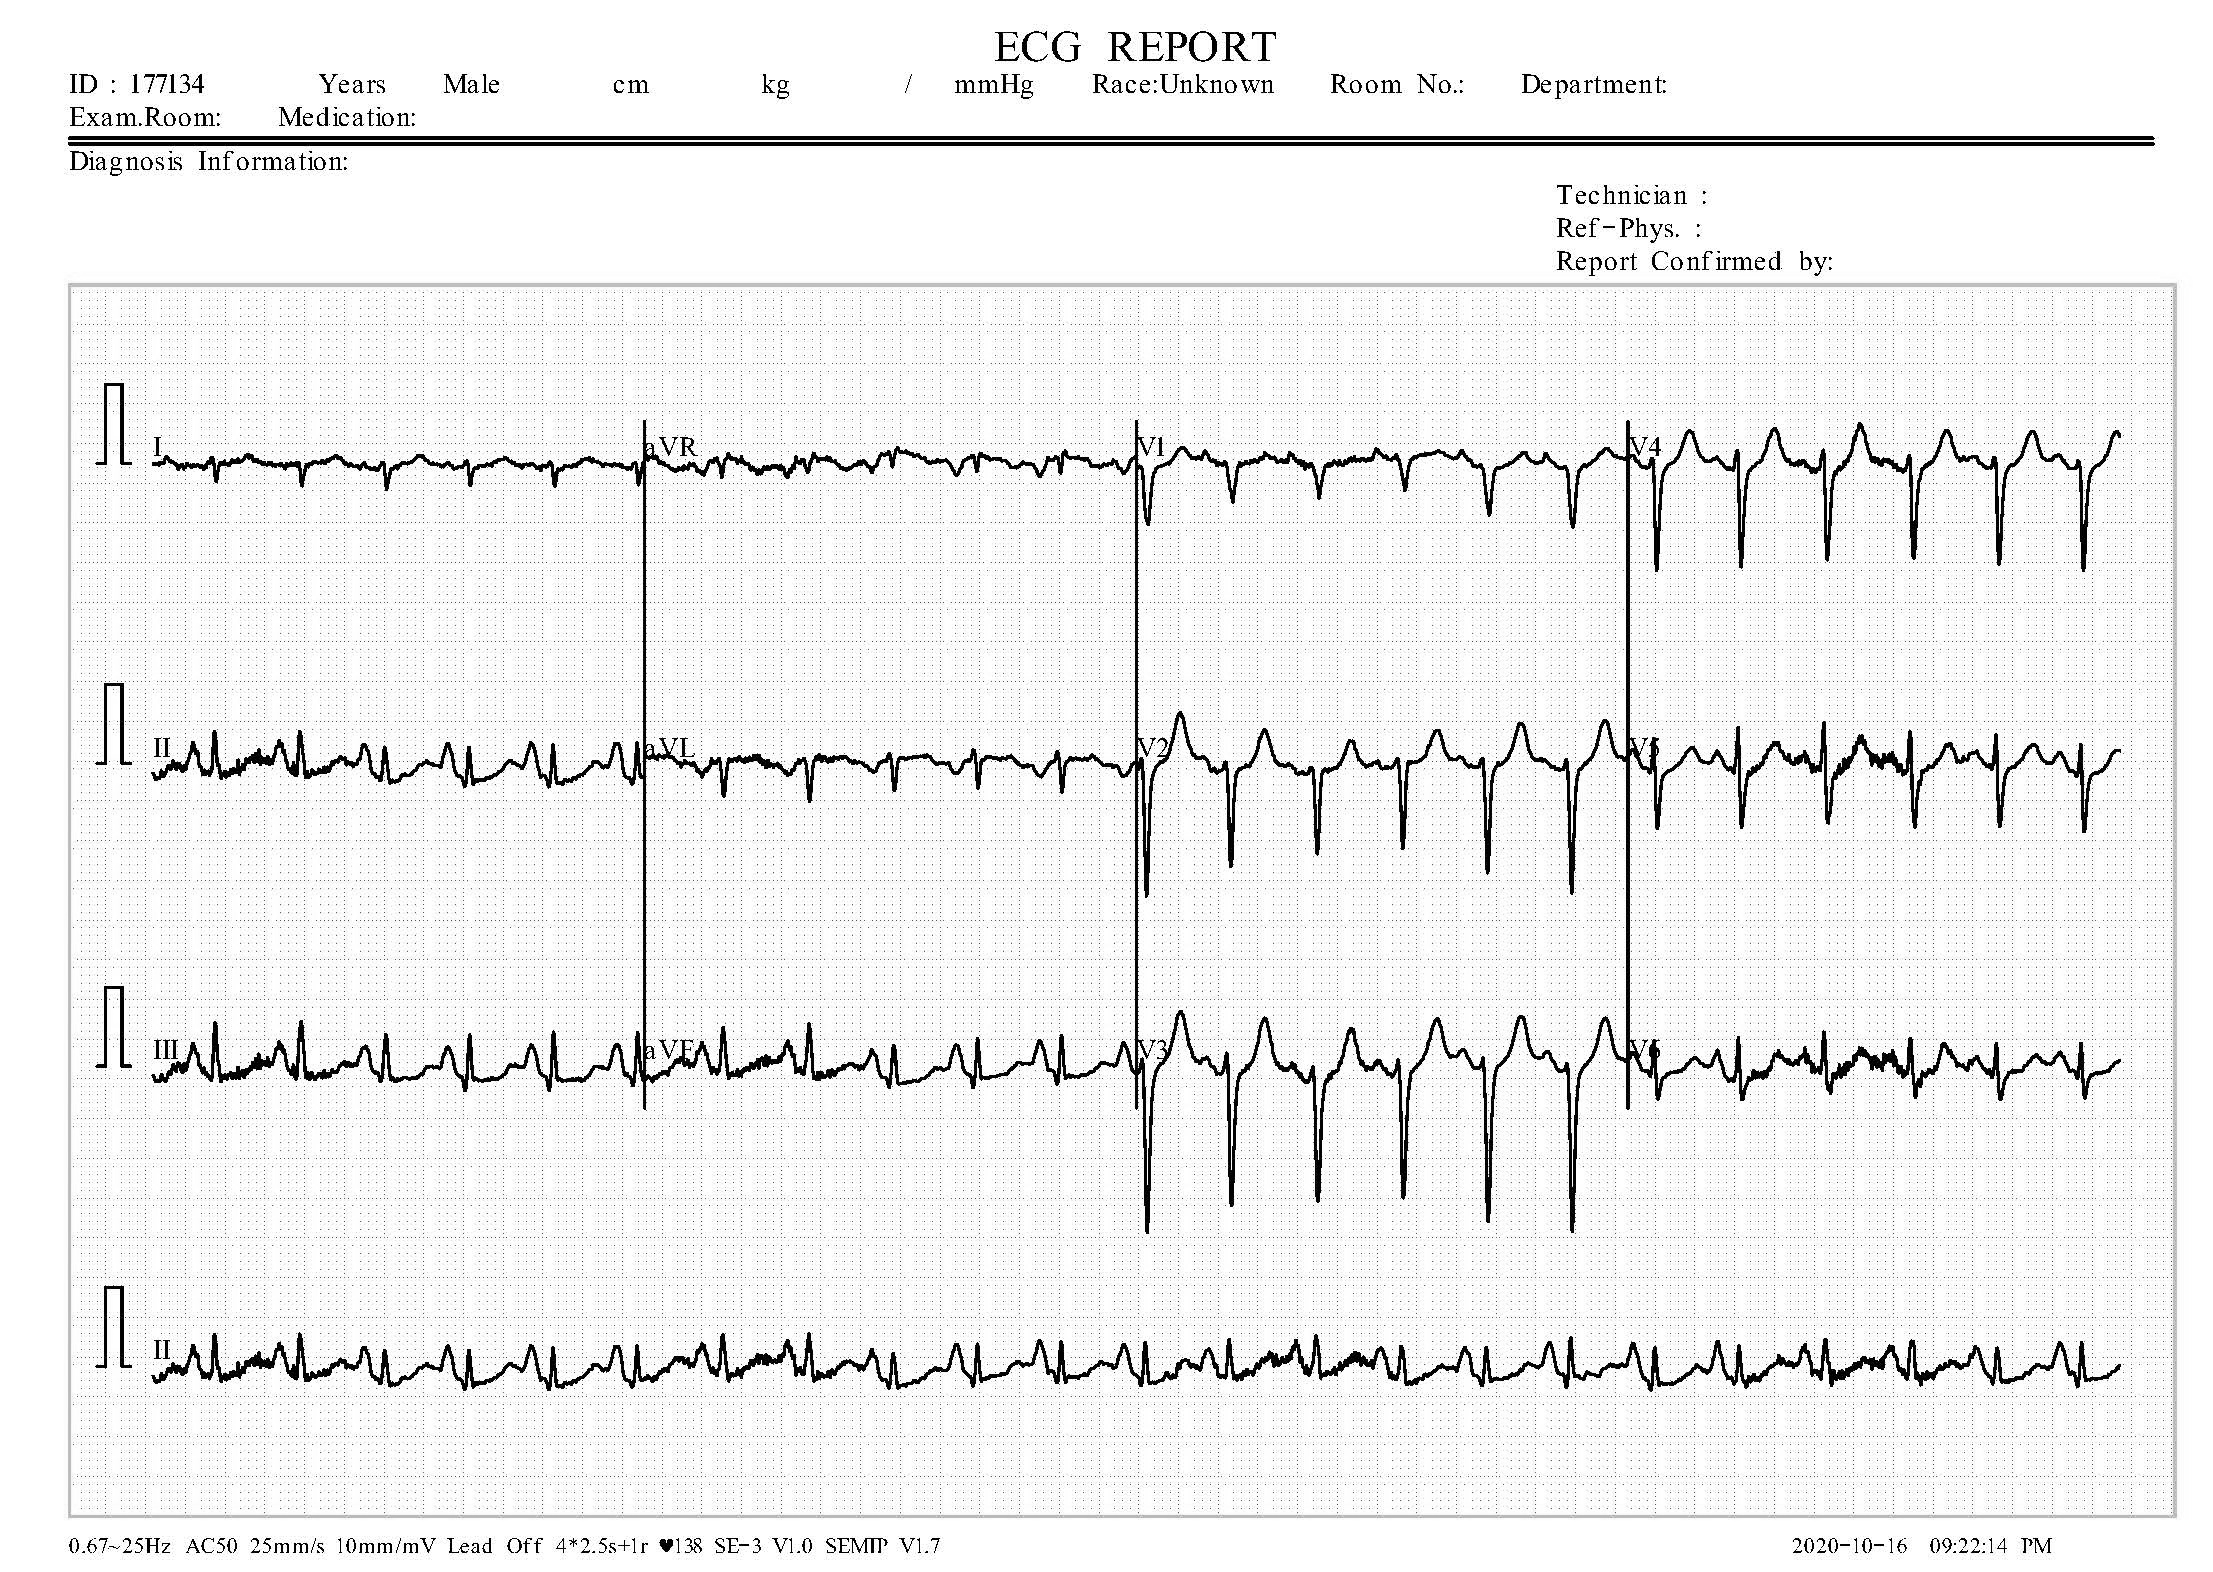 ECG REPORT
ID : 177134 Years Male cm kg / mmHg Race:Unknown Room No.: Department:
Exam.Room: Medication:
Diagnosis Information:
Technician :
Ref-Phys. :
Report Confirmed by:
I aVR V1 V4
II aVL V2 V5
III aVF V3 V6
II
0.67~25Hz AC50 25mm/s 10mm/mV Lead Off 4*2.5s+1r ♥138 SE-3 V1.0 SEMIP V1.7 2020-10-16 09:22:14 PM